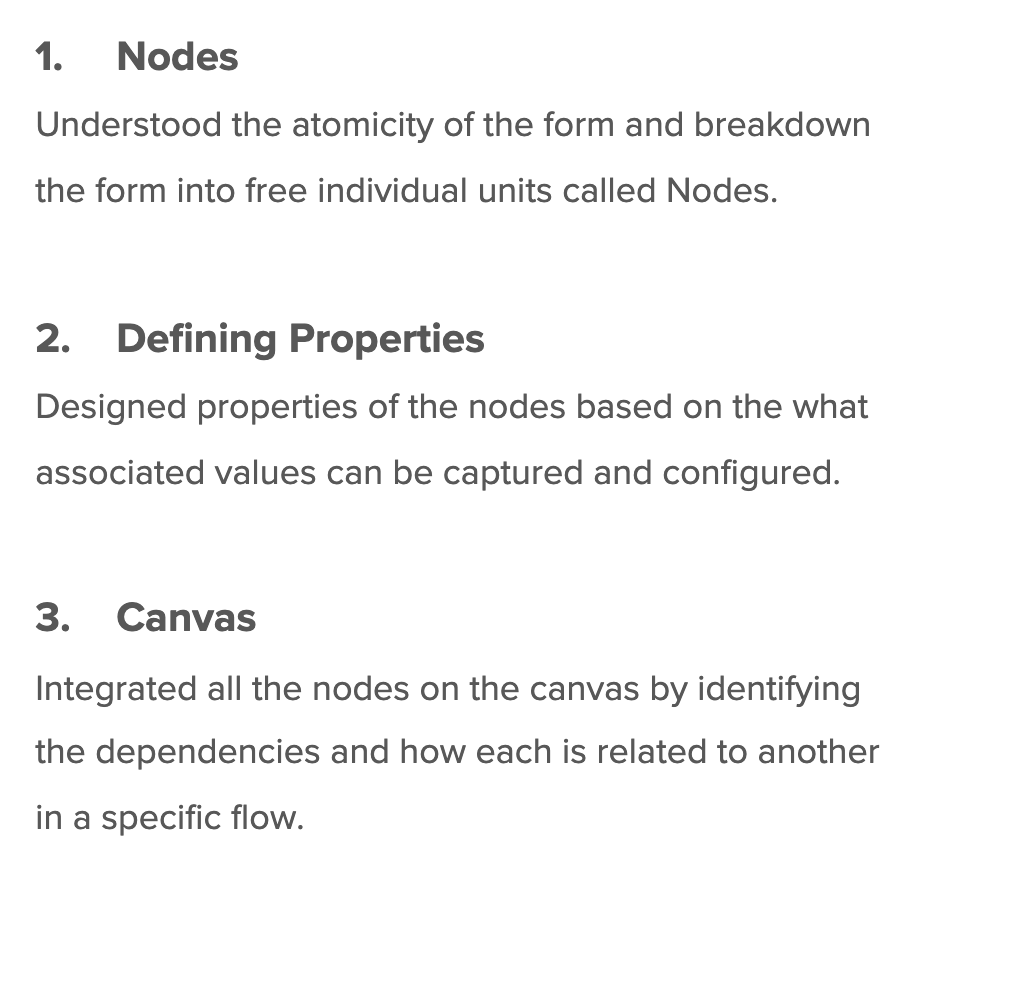 1. Nodes
Understood the atomicity of the form and breakdown
the form into free individual units called Nodes.
2. Defining Properties
Designed properties of the nodes based on the what
associated values can be captured and configured.
3. Canvas
Integrated all the nodes on the canvas by identifying
the dependencies and how each is related to another
in a specific flow.